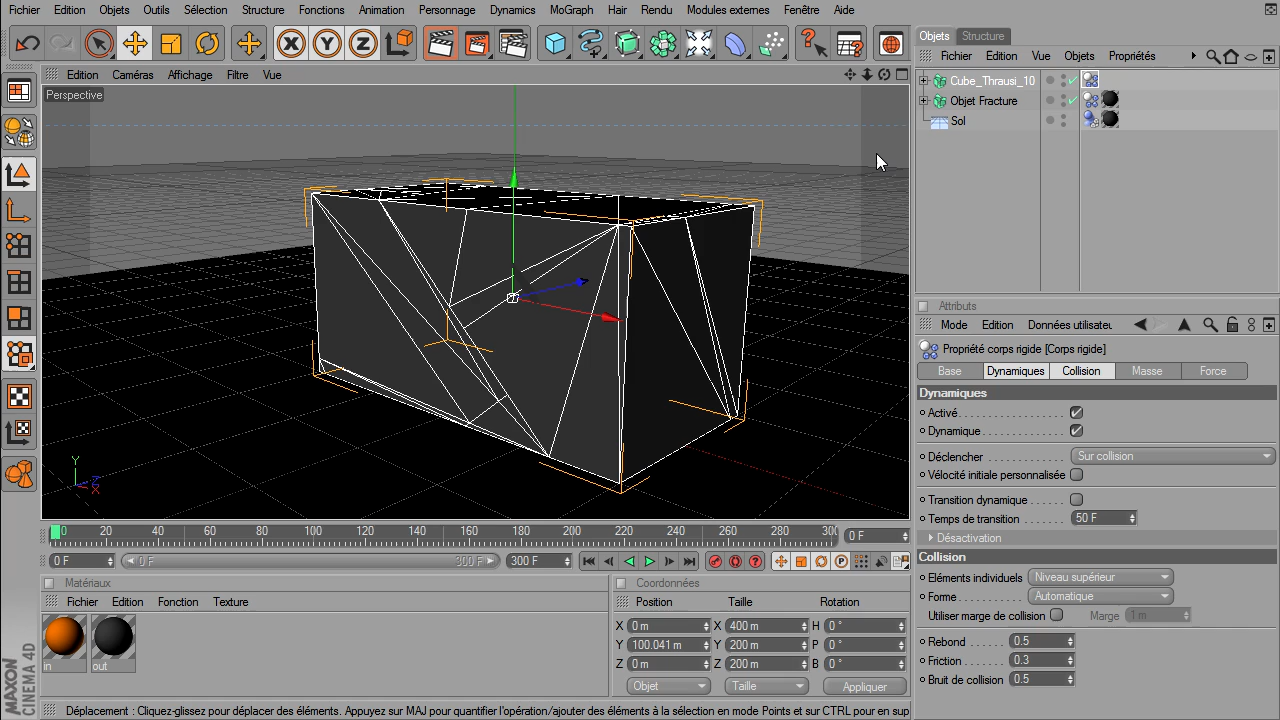 Fichier Edition Objets Outils Sélection Structure Fonctions Animation Personnage Dynamics MoGraph Hair Rendu Modules externes Fenêtre Aide
Objets Structure
Fichier Edition Vue Objets Propriétés
Edition Caméras Affichage Filtre Vue
Perspective
Cube_Thrausi_10
Objet Fracture
Sol
Attributs
Mode Edition Données utilisateu
Propriété corps rigide [Corps rigide]
Base Dynamiques Collision Masse Force
Dynamiques
Activé
Dynamique
Déclencher Sur collision
Vélocité initiale personnalisée
Transition dynamique
Temps de transition 50 F
Désactivation
Collision
Eléments individuels Niveau supérieur
Forme Automatique
Utiliser marge de collision Marge 1 m
Rebond 0.5
Friction 0.3
Bruit de collision 0.5
Y
Z
X
0 20 40 60 80 100 120 140 160 180 200 220 240 260 280 30 0 F
0 F 0 F 300 F 300 F
Matériaux
Fichier Edition Fonction Texture
in out
Coordonnées
Position Taille Rotation
X 0 m X 400 m H 0 °
Y 100.041 m Y 200 m P 0 °
Z 0 m Z 200 m B 0 °
Objet Taille Appliquer
MAXON
CINEMA 4D
Déplacement : Cliquez-glissez pour déplacer des éléments. Appuyez sur MAJ pour quantifier l'opération/ajouter des éléments à la sélection en mode Points et sur CTRL pour en sup